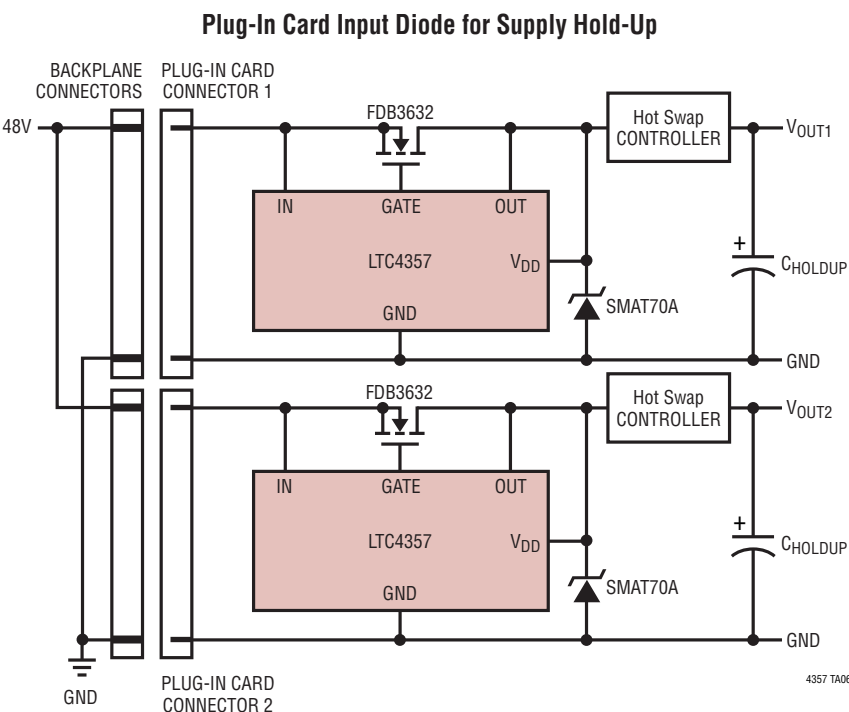 Plug-In Card Input Diode for Supply Hold-Up
BACKPLANE
CONNECTORS
PLUG-IN CARD
CONNECTOR 1
48V
FDB3632
Hot Swap
CONTROLLER
VOUT1
IN
GATE
OUT
LTC4357
VDD
GND
+
CHOLDUP
SMAT70A
GND
FDB3632
Hot Swap
CONTROLLER
VOUT2
IN
GATE
OUT
LTC4357
VDD
GND
+
CHOLDUP
SMAT70A
GND
GND
PLUG-IN CARD
CONNECTOR 2
4357 TA06